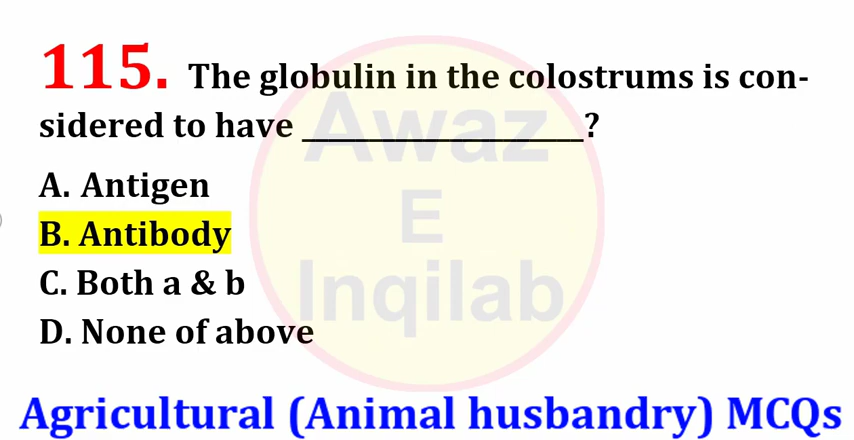 115. The globulin in the colostrums is con-
sidered to have ____________________?
A. Antigen
B. Antibody
C. Both a & b
D. None of above
Awaz
E
Inqilab
Agricultural (Animal husbandry) MCQs